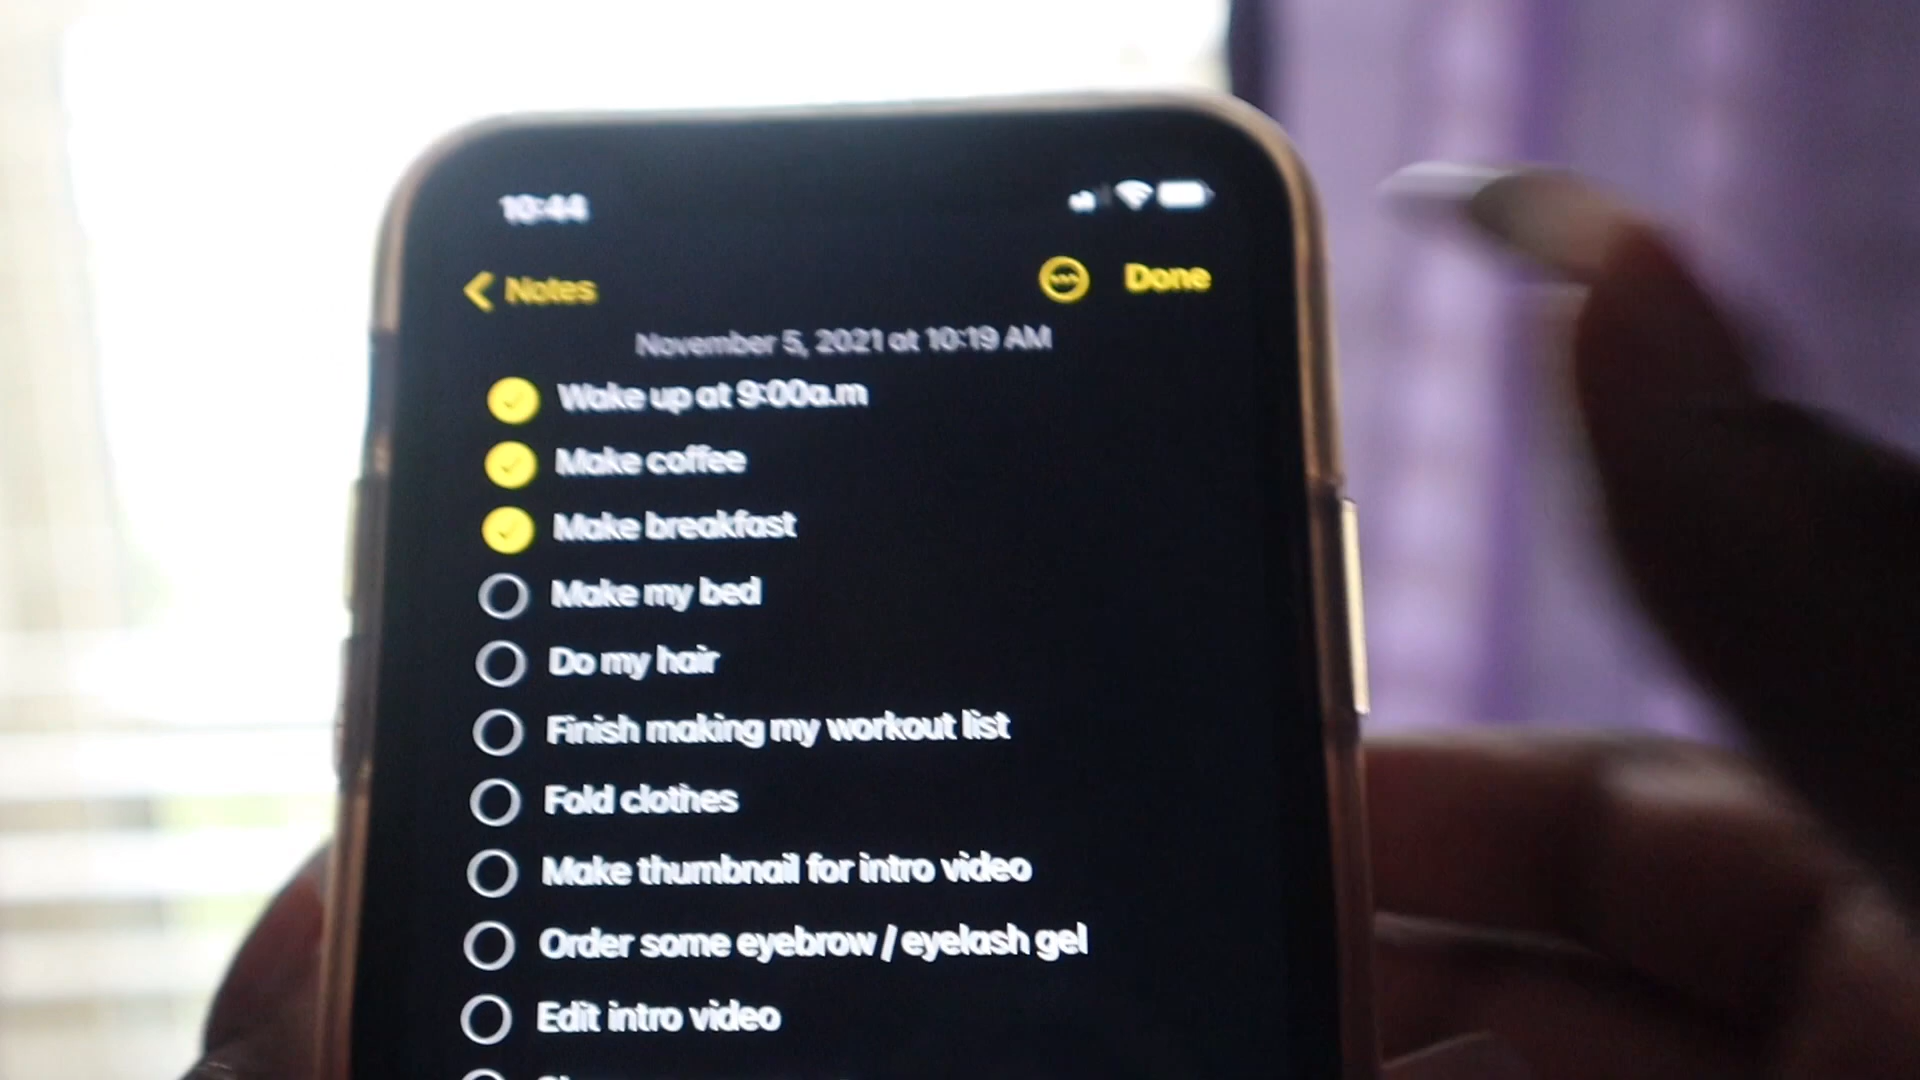 10:44
Notes
Done
November 5, 2021 at 10:19 AM
Wake up at 9:00a.m
Make coffee
Make breakfast
Make my bed
Do my hair
Finish making my workout list
Fold clothes
Make thumbnail for intro video
Order some eyebrow / eyelash gel
Edit intro video